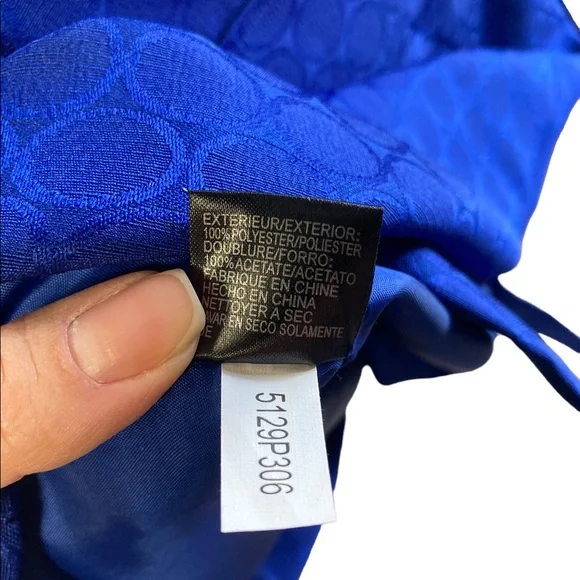 EXTERIEUR/EXTERIOR:
100%POLYESTER/POLIESTER
DOUBLURE/FORRO:
100%ACETATE/ACETATO
FABRIQUE EN CHINE
HECHO EN CHINA
NETTOYER A SEC
EN SECO SOLAMENTE
5129P306